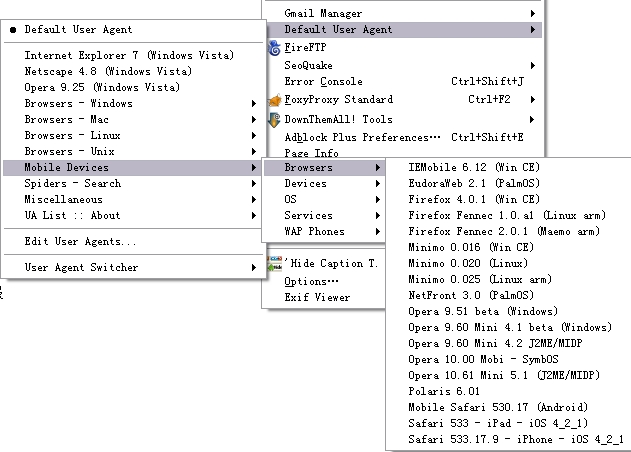 Default User Agent
Internet Explorer 7 (Windows Vista)
Netscape 4.8 (Windows Vista)
Opera 9.25 (Windows Vista)
Browsers - Windows
Browsers - Mac
Browsers - Linux
Browsers - Unix
Mobile Devices
Spiders - Search
Miscellaneous
UA List :: About
Edit User Agents...
User Agent Switcher
Gmail Manager
Default User Agent
FireFTP
SeoQuake
Error Console Ctrl+Shift+J
FoxyProxy Standard Ctrl+F2
DownThemAll! Tools
Adblock Plus Preferences… Ctrl+Shift+E
Page Info
Browsers
Devices
OS
Services
WAP Phones
'Hide Caption T.
Options…
Exif Viewer
IEMobile 6.12 (Win CE)
EudoraWeb 2.1 (PalmOS)
Firefox 4.0.1 (Win CE)
Firefox Fennec 1.0.a1 (Linux arm)
Firefox Fennec 2.0.1 (Maemo arm)
Minimo 0.016 (Win CE)
Minimo 0.020 (Linux)
Minimo 0.025 (Linux arm)
NetFront 3.0 (PalmOS)
Opera 9.51 beta (Windows)
Opera 9.60 Mini 4.1 beta (Windows)
Opera 9.60 Mini 4.2 J2ME/MIDP
Opera 10.00 Mobi - SymbOS
Opera 10.61 Mini 5.1 (J2ME/MIDP)
Polaris 6.01
Mobile Safari 530.17 (Android)
Safari 533 - iPad - iOS 4_2_1)
Safari 533.17.9 - iPhone - iOS 4_2_1